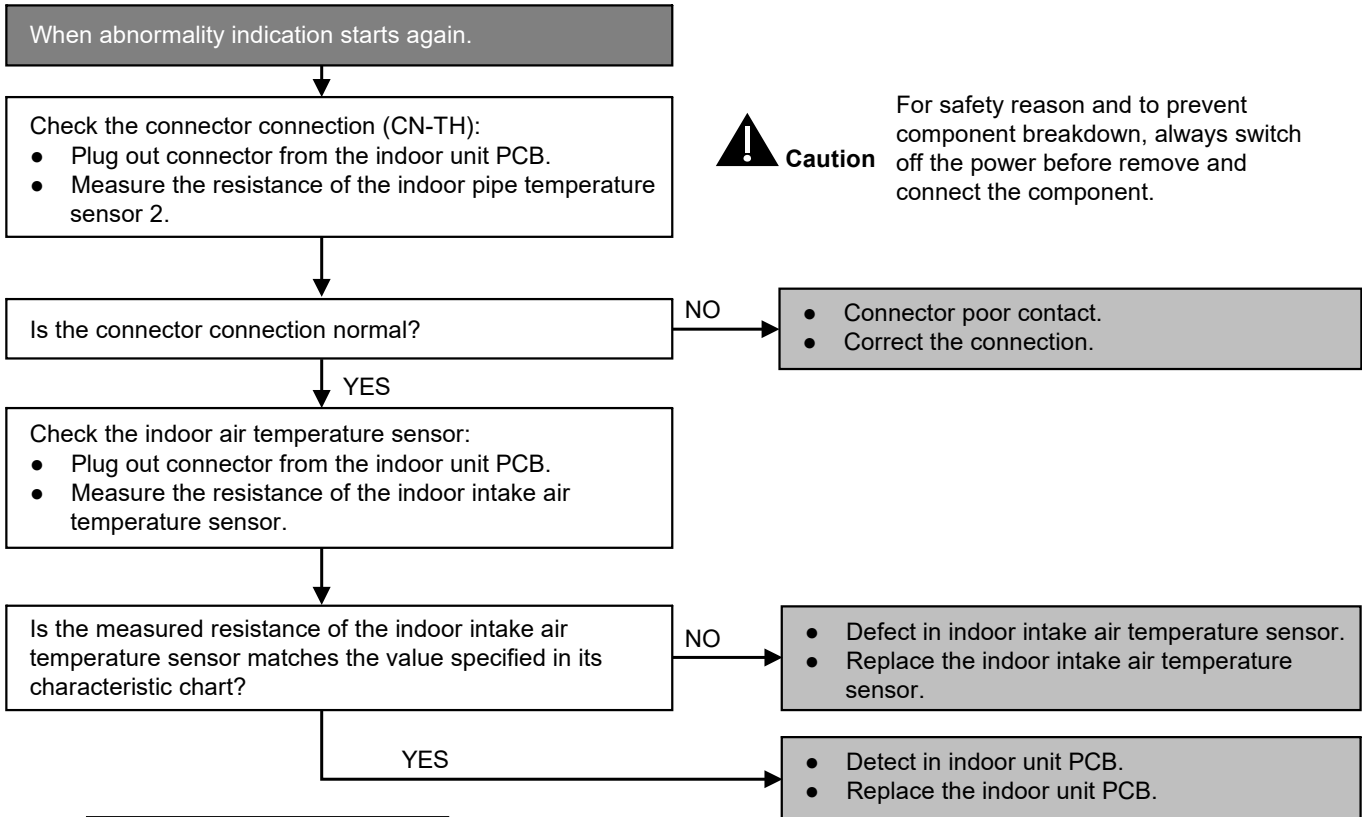 When abnormality indication starts again.
Check the connector connection (CN-TH):
● Plug out connector from the indoor unit PCB.
● Measure the resistance of the indoor pipe temperature
sensor 2.
Caution
For safety reason and to prevent
component breakdown, always switch
off the power before remove and
connect the component.
Is the connector connection normal?
NO
● Connector poor contact.
● Correct the connection.
YES
Check the indoor air temperature sensor:
● Plug out connector from the indoor unit PCB.
● Measure the resistance of the indoor intake air
temperature sensor.
Is the measured resistance of the indoor intake air
temperature sensor matches the value specified in its
characteristic chart?
NO
● Defect in indoor intake air temperature sensor.
● Replace the indoor intake air temperature
sensor.
YES
● Detect in indoor unit PCB.
● Replace the indoor unit PCB.